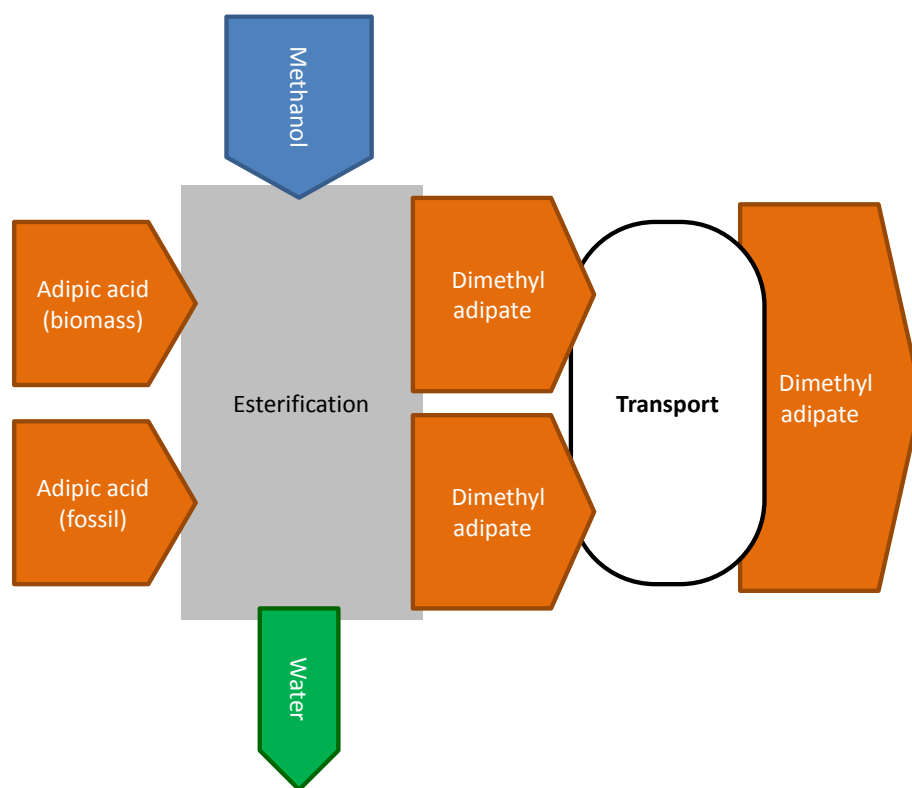 Methanol
Adipic acid
(biomass)
Dimethyl
adipate
Esterification
Transport
Dimethyl
adipate
Adipic acid
(fossil)
Dimethyl
adipate
Water